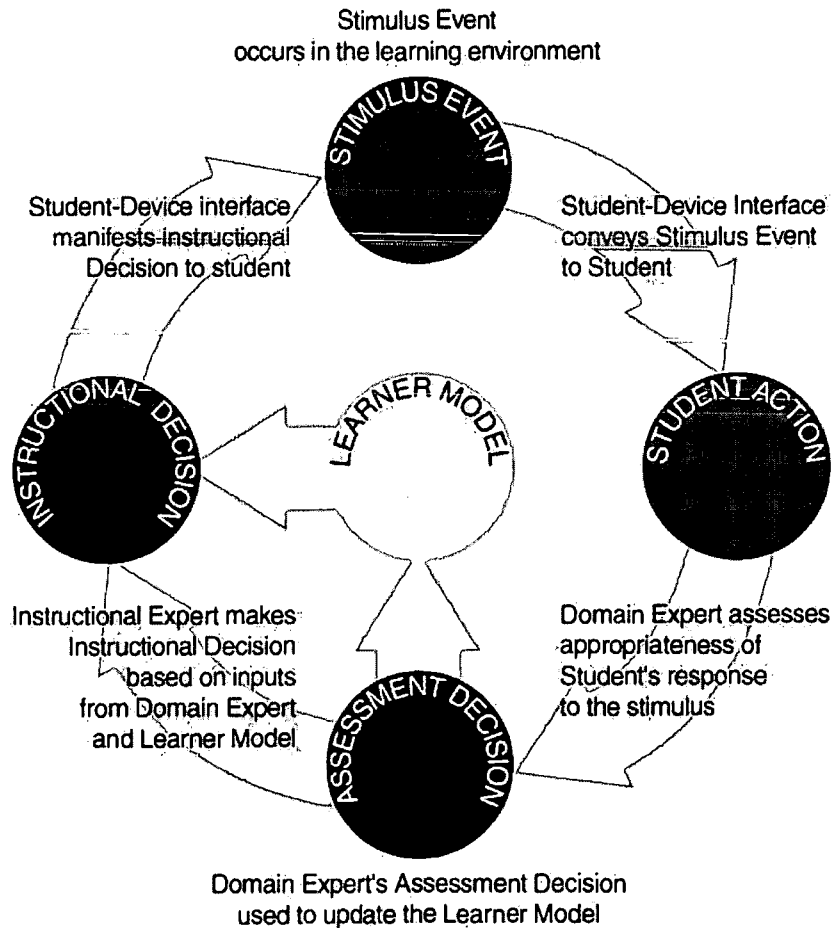 Stimulus Event
occurs in the learning environment
STIMULUS EVENT
Student-Device interface
manifests Instructional
Decision to student
Student-Device Interface
conveys Stimulus Event
to Student
INSTRUCTIONAL DECISION
LEARNER MODEL
STUDENT ACTION
Instructional Expert makes
Instructional Decision
based on inputs
from Domain Expert
and Learner Model
Domain Expert assesses
appropriateness of
Student's response
to the stimulus
ASSESSMENT DECISION
Domain Expert's Assessment Decision
used to update the Learner Model